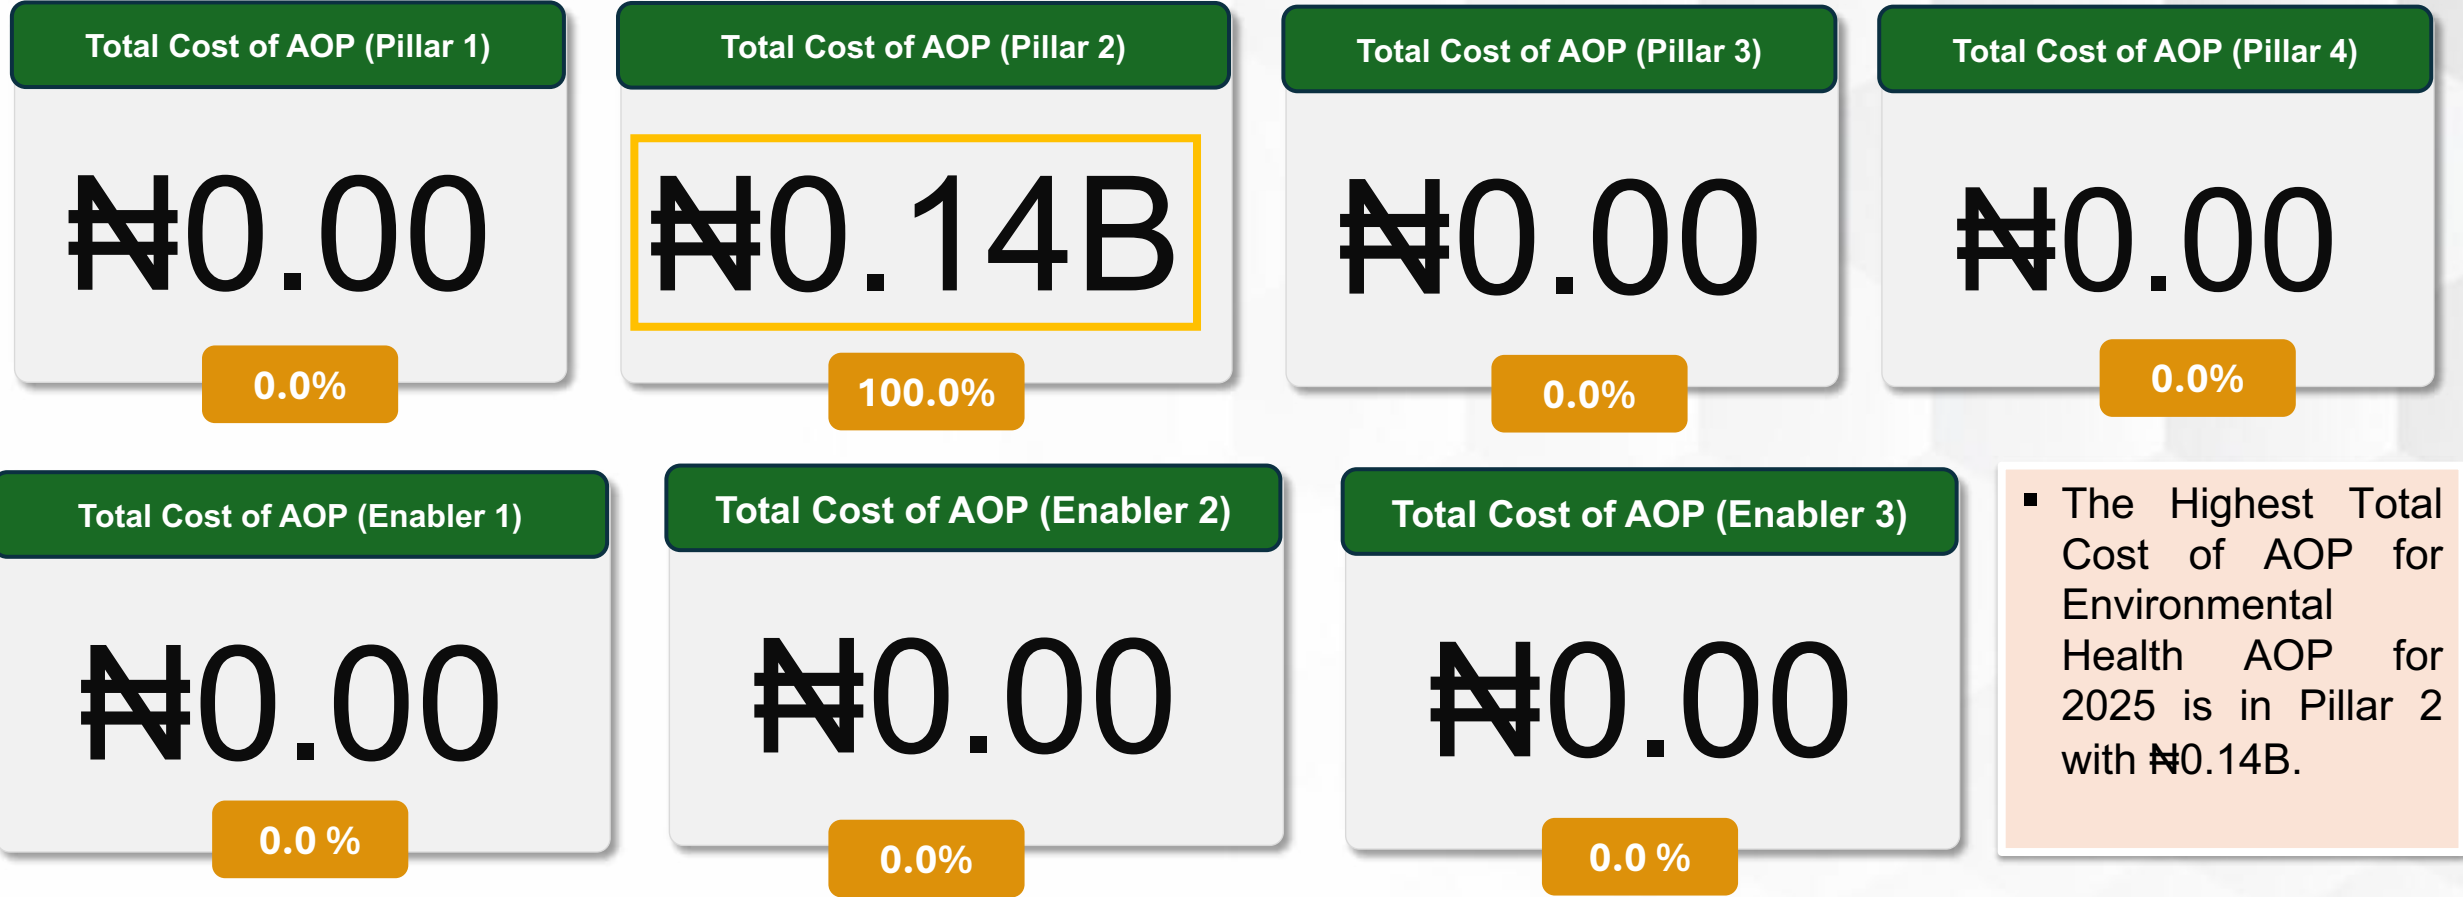 Total Cost of AOP (Pillar 1)
₦0.00
0.0%
Total Cost of AOP (Pillar 2)
₦0.14B
100.0%
Total Cost of AOP (Pillar 3)
₦0.00
0.0%
Total Cost of AOP (Pillar 4)
₦0.00
0.0%
Total Cost of AOP (Enabler 1)
₦0.00
0.0 %
Total Cost of AOP (Enabler 2)
₦0.00
0.0%
Total Cost of AOP (Enabler 3)
₦0.00
0.0 %
▪ The Highest Total
Cost of AOP for
Environmental
Health AOP for
2025 is in Pillar 2
with ₦0.14B.